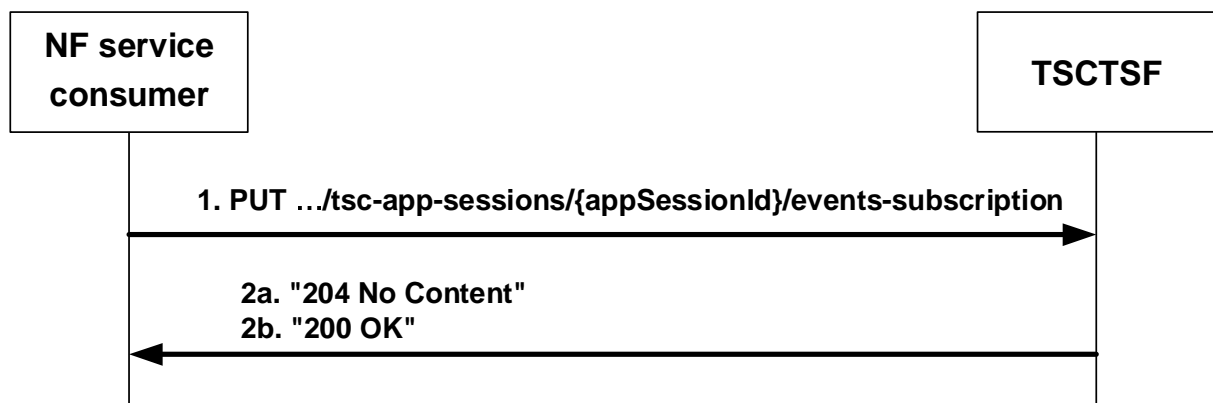 NF service
consumer
TSCTSF
1. PUT …/tsc-app-sessions/{appSessionId}/events-subscription
2a. "204 No Content"
2b. "200 OK"